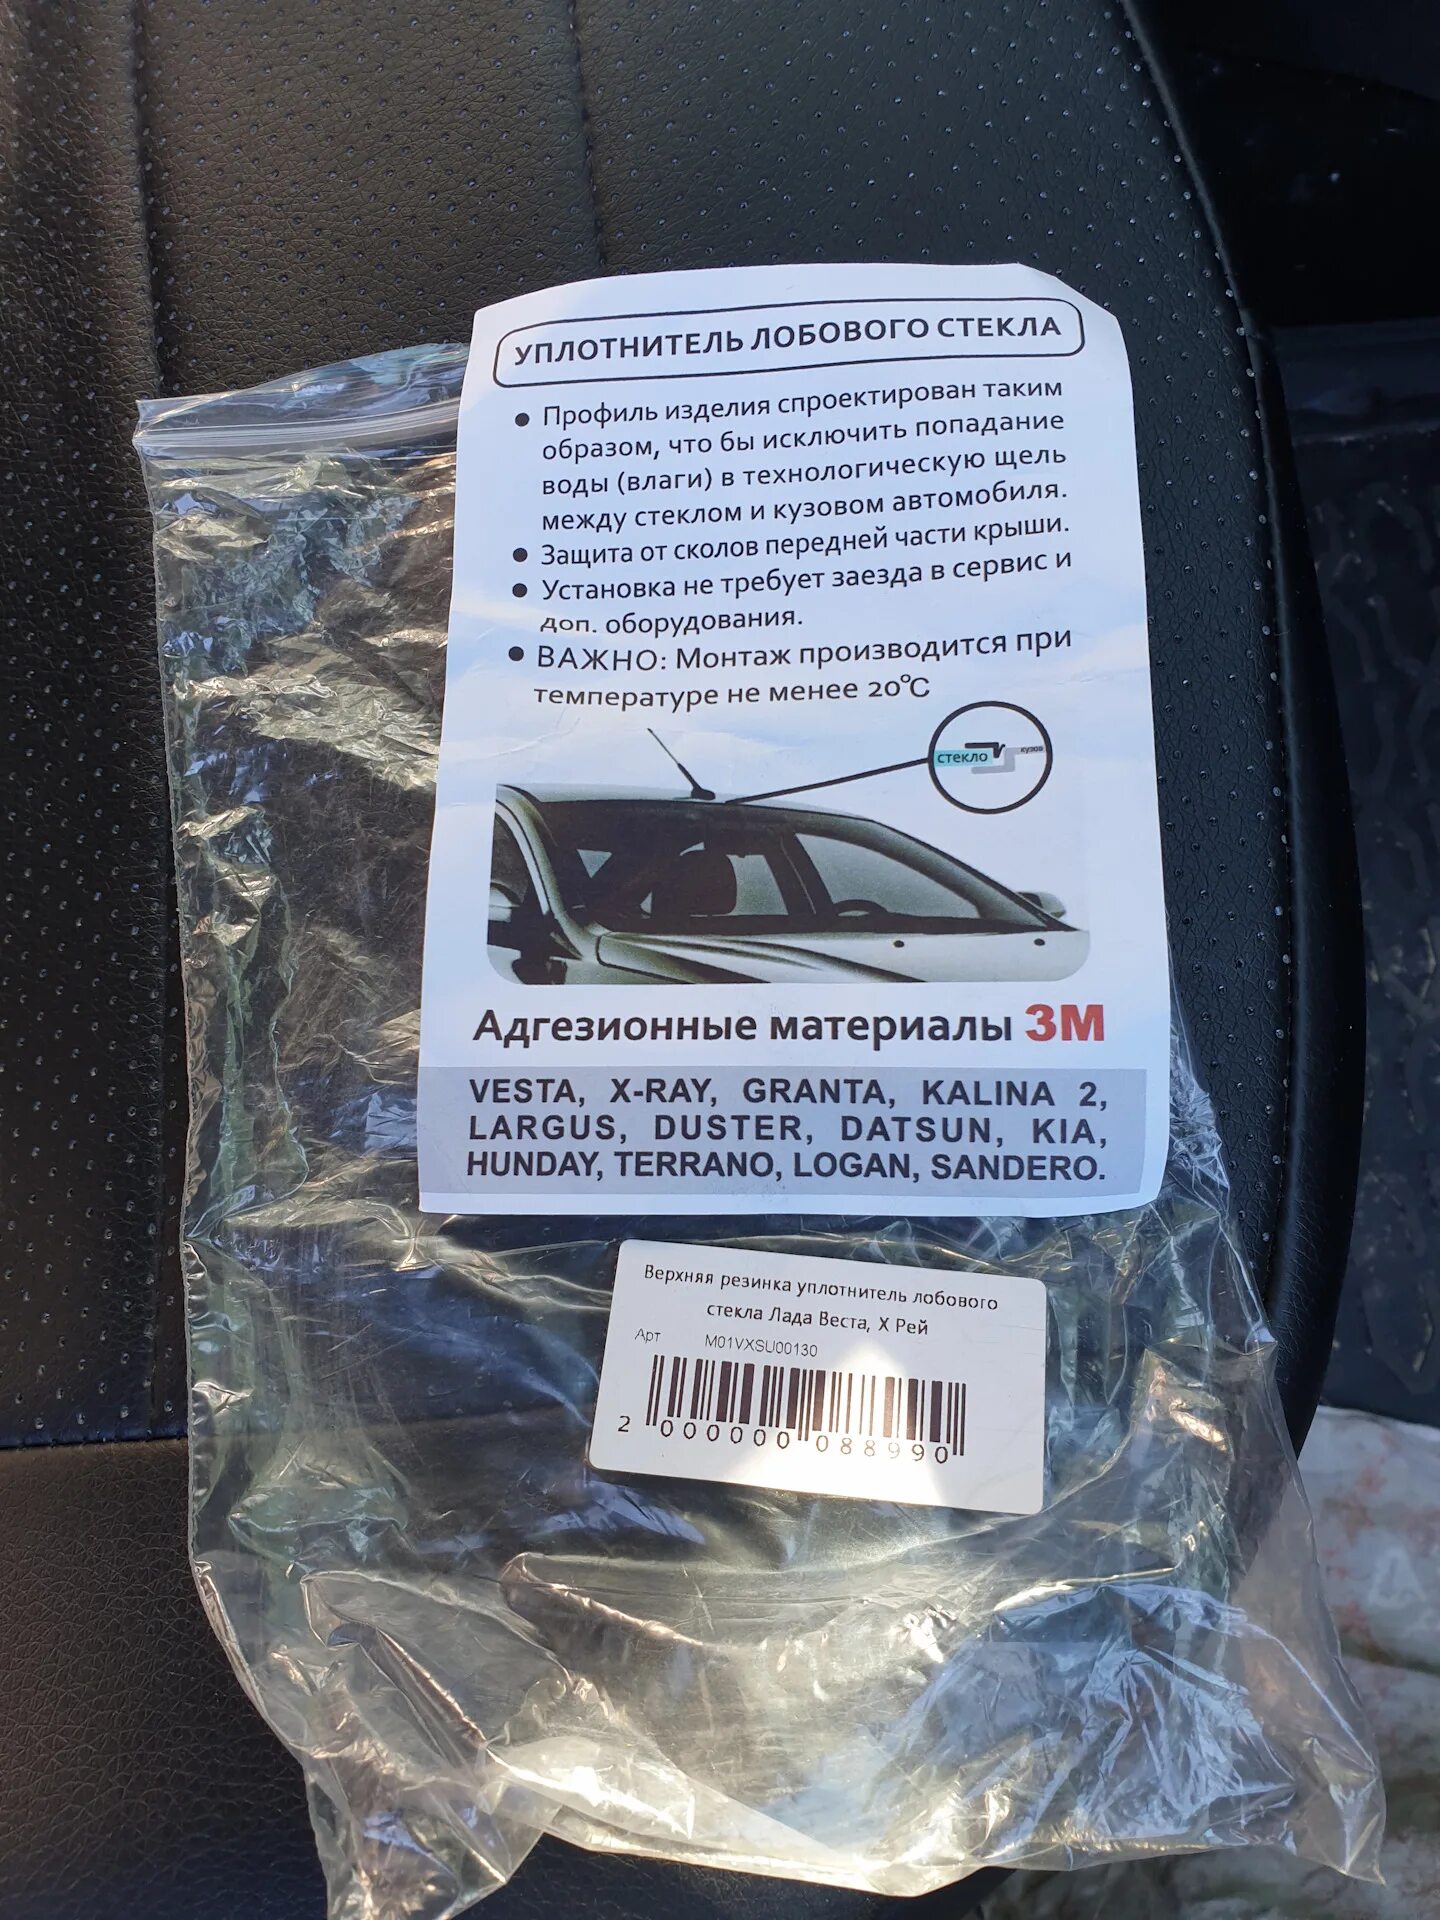 УПЛОТНИТЕЛЬ ЛОБОВОГО СТЕКЛА
• Профиль изделия спроектирован таким
образом, что бы исключить попадание
воды (влаги) в технологическую щель
между стеклом и кузовом автомобиля.
• Защита от сколов передней части крыши.
• Установка не требует заезда в сервис и
доп. оборудования.
• ВАЖНО: Монтаж производится при
температуре не менее 20°C
стекло
кузов
Адгезионные материалы 3M
VESTA, X-RAY, GRANTA, KALINA 2,
LARGUS, DUSTER, DATSUN, KIA,
HUNDAY, TERRANO, LOGAN, SANDERO.
Верхняя резинка уплотнитель лобового
стекла Лада Веста, Х Рей
Арт M01VXSU00130
2 000000 088990